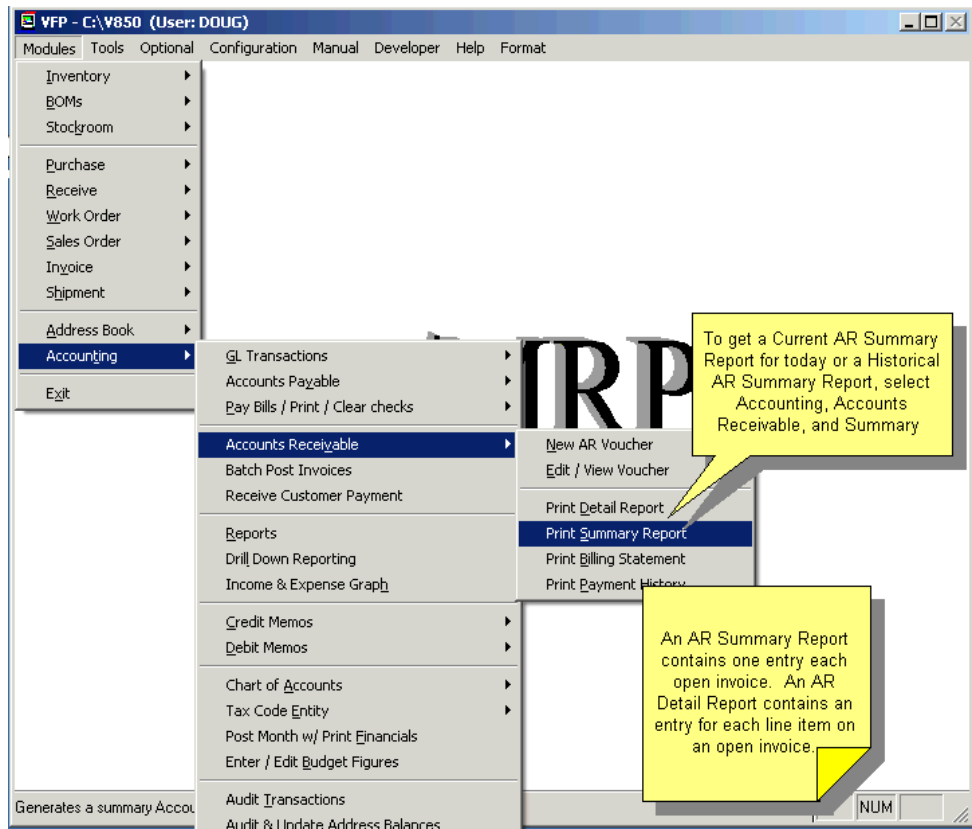 VFP - C:\V850 (User: DOUG)
Modules Tools Optional Configuration Manual Developer Help Format
Inventory
BOMs
Stockroom
Purchase
Receive
Work Order
Sales Order
Invoice
Shipment
Address Book
Accounting
Exit
GL Transactions
Accounts Payable
Pay Bills / Print / Clear checks
Accounts Receivable
Batch Post Invoices
Receive Customer Payment
Reports
Drill Down Reporting
Income & Expense Graph
Credit Memos
Debit Memos
Chart of Accounts
Tax Code Entity
Post Month w/ Print Financials
Enter / Edit Budget Figures
Audit Transactions
Audit & Update Address Balances
New AR Voucher
Edit / View Voucher
Print Detail Report
Print Summary Report
Print Billing Statement
Print Payment History
RP
To get a Current AR Summary
Report for today or a Historical
AR Summary Report, select
Accounting, Accounts
Receivable, and Summary
An AR Summary Report
contains one entry each
open invoice. An AR
Detail Report contains an
entry for each line item on
an open invoice.
Generates a summary Accou
NUM